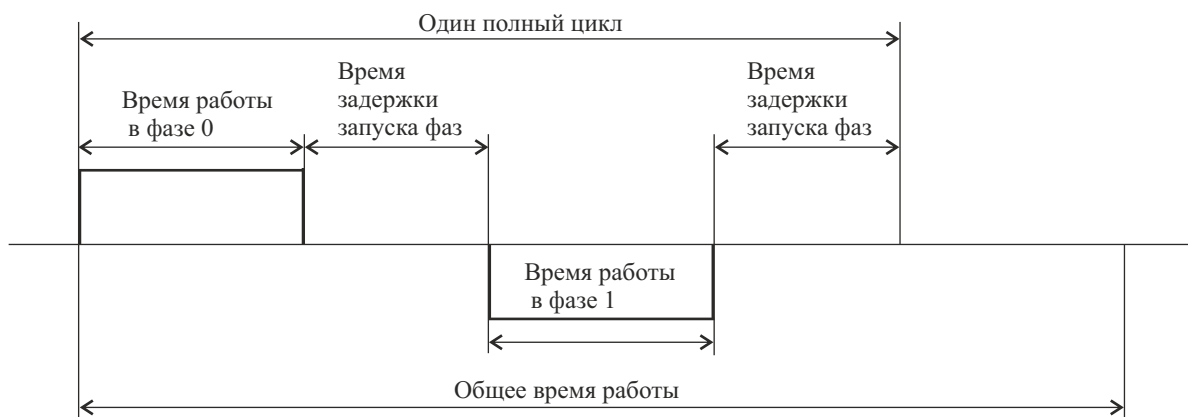 Один полный цикл
Время работы
в фазе 0
Время
задержки
запуска фаз
Время
задержки
запуска фаз
Время работы
в фазе 1
Общее время работы